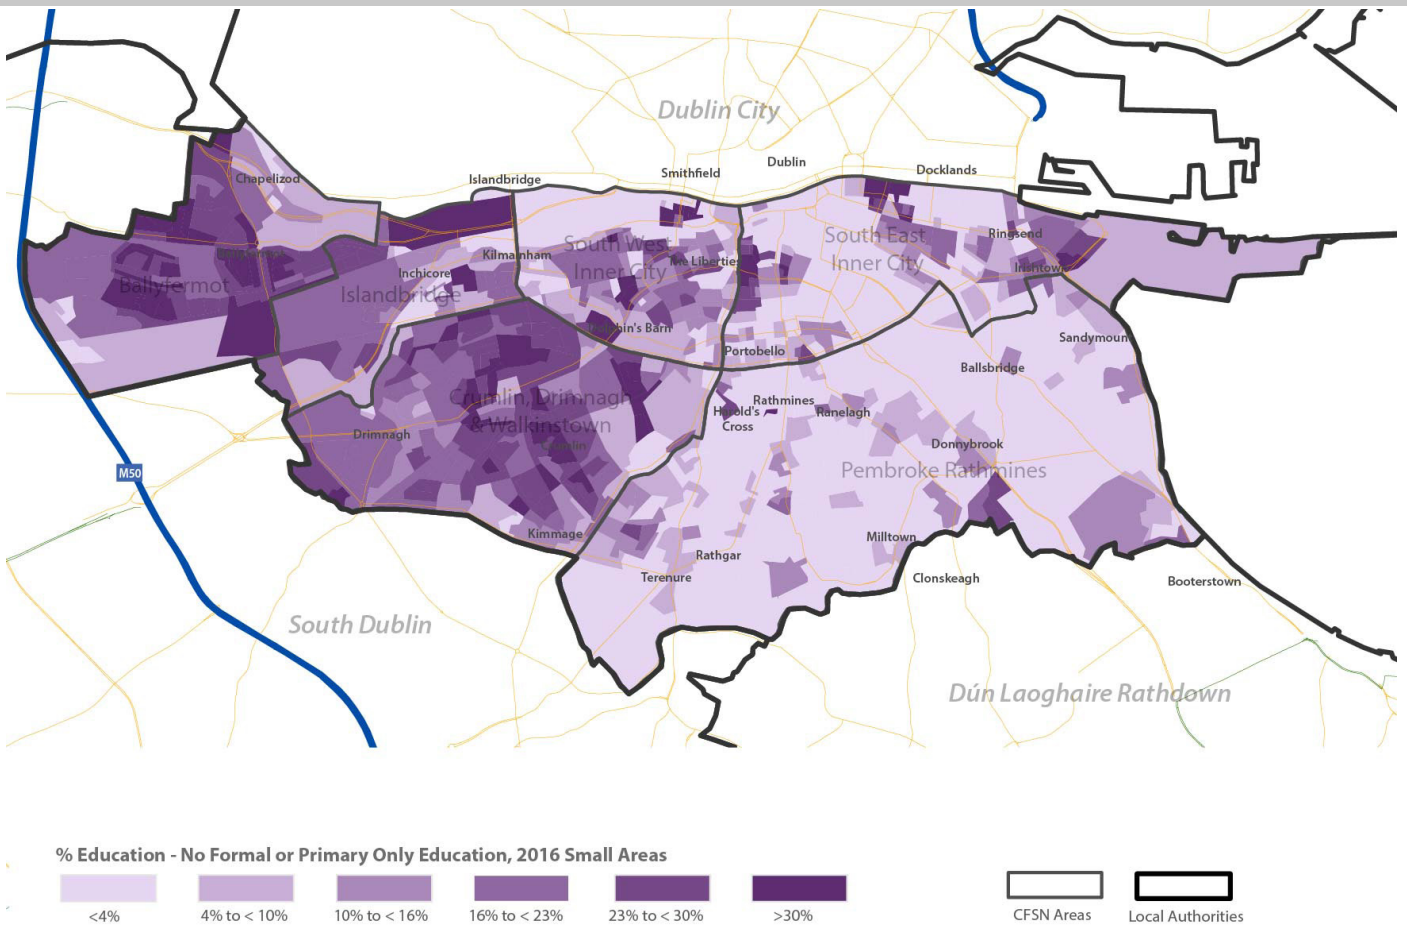 Dublin City
Dublin
Smithfield
Docklands
Chapelizod
Islandbridge
South West
Inner City
The Liberties
South East
Inner City
Ringsend
Irishtown
Kilmainham
Inchicore
Islandbridge
Ballyfermot
Dolphin's Barn
Portobello
Sandymount
Ballsbridge
Crumlin, Drimnagh
& Walkinstown
Drimnagh
Crumlin
Harold's
Cross
Rathmines
Ranelagh
Donnybrook
Pembroke Rathmines
M50
Kimmage
Rathgar
Terenure
Milltown
Clonskeagh
Booterstown
South Dublin
Dún Laoghaire Rathdown
% Education - No Formal or Primary Only Education, 2016 Small Areas
<4%
4% to < 10%
10% to < 16%
16% to < 23%
23% to < 30%
>30%
CFSN Areas
Local Authorities